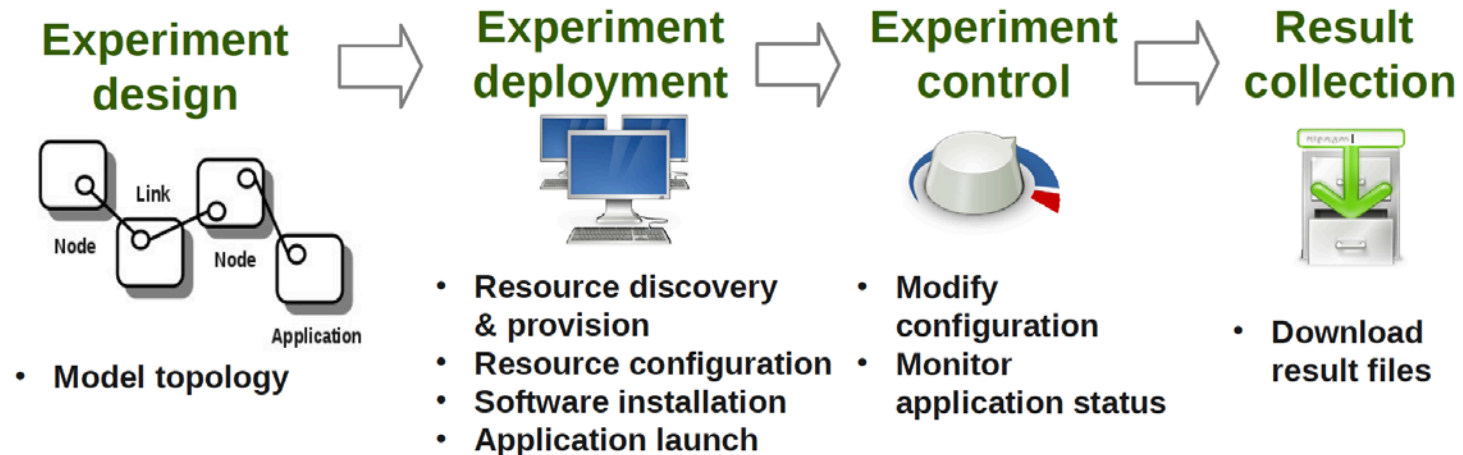 Experiment
design
Link
Node
Node
Application
• Model topology
Experiment
deployment
• Resource discovery
& provision
• Resource configuration
• Software installation
• Application launch
Experiment
control
• Modify
configuration
• Monitor
application status
Result
collection
• Download
result files